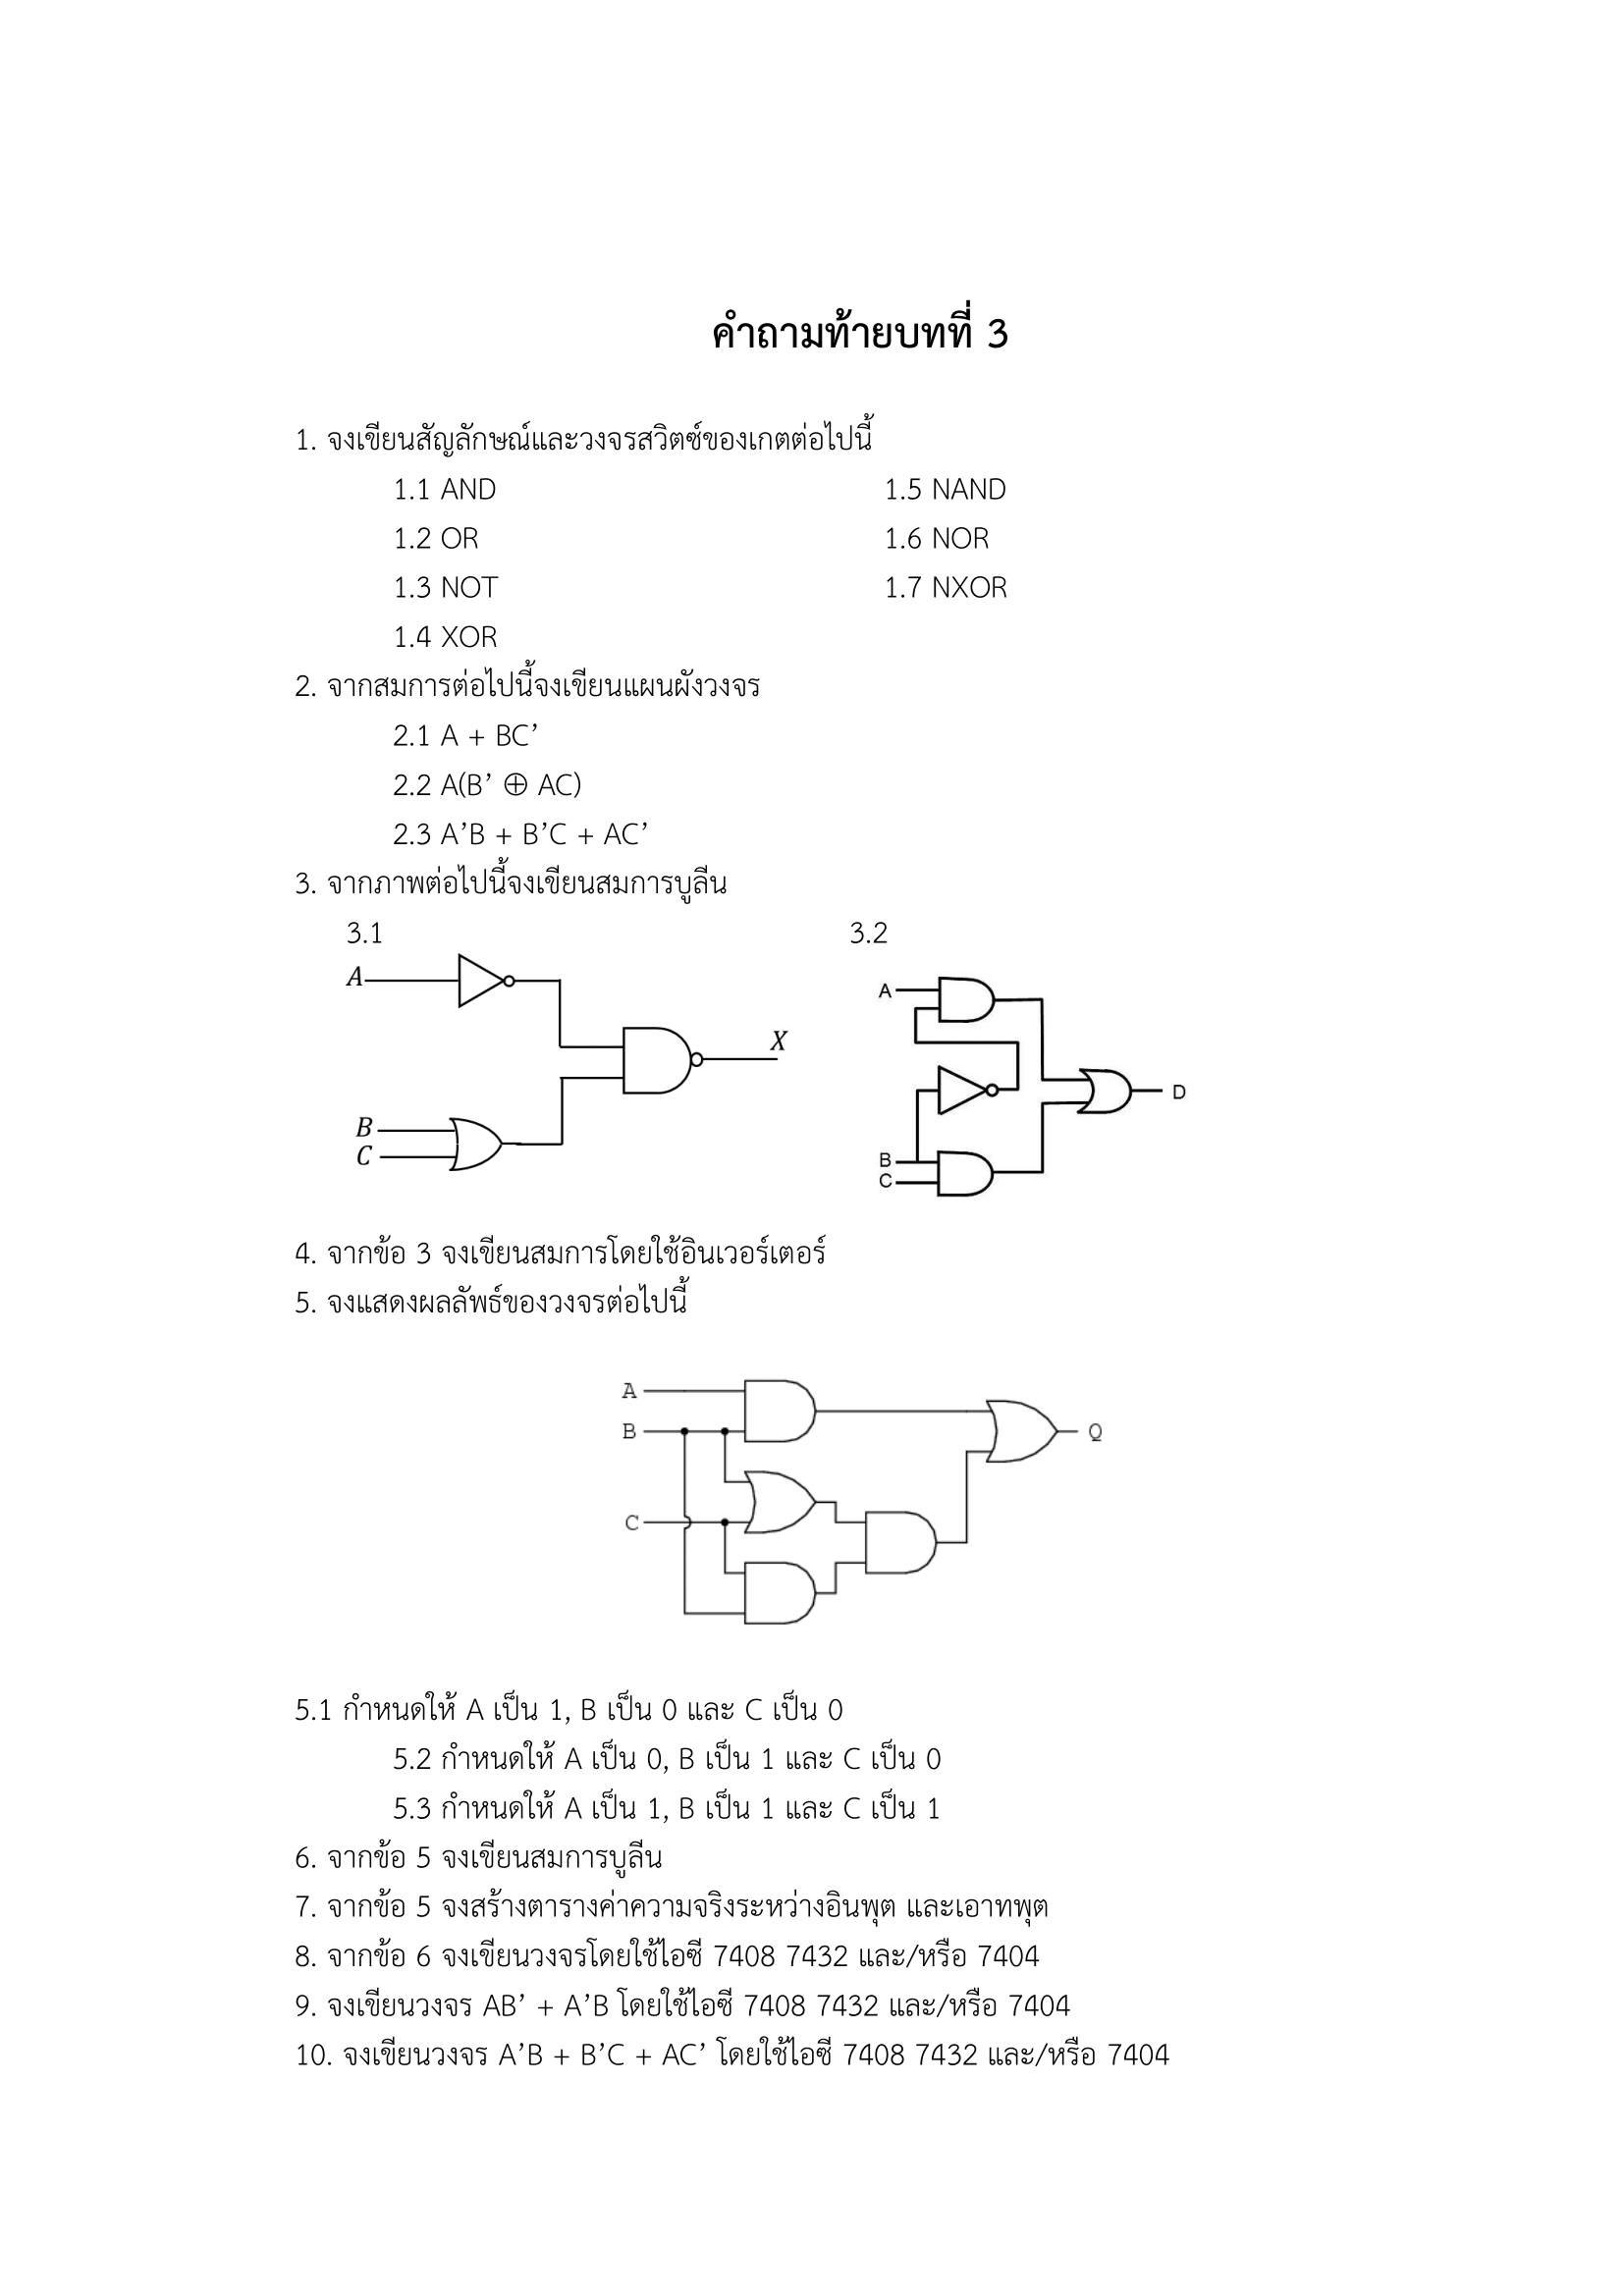 คำถามท้ายบทที่ 3
1. จงเขียนสัญลักษณ์และวงจรสวิตซ์ของเกตต่อไปนี้
1.1 AND 1.5 NAND
1.2 OR 1.6 NOR
1.3 NOT 1.7 NXOR
1.4 XOR
2. จากสมการต่อไปนี้จงเขียนแผนผังวงจร
2.1 A + BC’
2.2 A(B’ ⊕ AC)
2.3 A’B + B’C + AC’
3. จากภาพต่อไปนี้จงเขียนสมการบูลีน
3.1 3.2
A
X
B
C
A
D
B
C
4. จากข้อ 3 จงเขียนสมการโดยใช้อินเวอร์เตอร์
5. จงแสดงผลลัพธ์ของวงจรต่อไปนี้
A
B Q
C
5.1 กำหนดให้ A เป็น 1, B เป็น 0 และ C เป็น 0
5.2 กำหนดให้ A เป็น 0, B เป็น 1 และ C เป็น 0
5.3 กำหนดให้ A เป็น 1, B เป็น 1 และ C เป็น 1
6. จากข้อ 5 จงเขียนสมการบูลีน
7. จากข้อ 5 จงสร้างตารางค่าความจริงระหว่างอินพุต และเอาทพุต
8. จากข้อ 6 จงเขียนวงจรโดยใช้ไอซี 7408 7432 และ/หรือ 7404
9. จงเขียนวงจร AB’ + A’B โดยใช้ไอซี 7408 7432 และ/หรือ 7404
10. จงเขียนวงจร A’B + B’C + AC’ โดยใช้ไอซี 7408 7432 และ/หรือ 7404